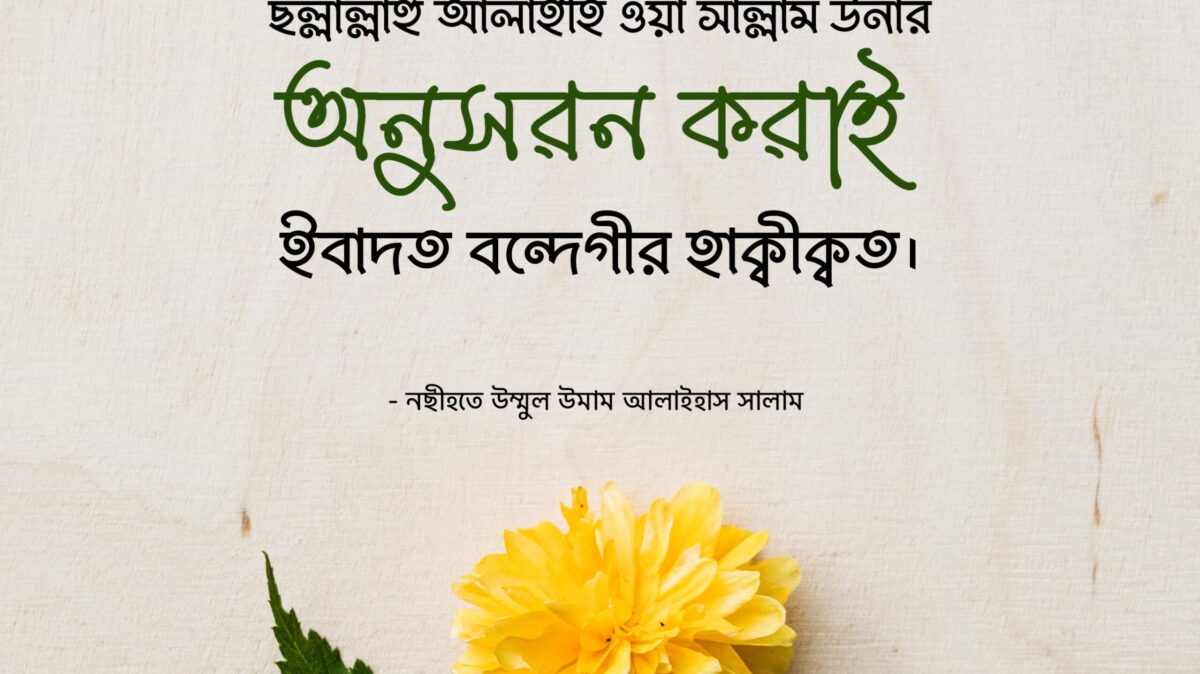 ছল্লাল্লাহু আলাইহি ওয়া সাল্লাম উনার
অনুসরন করাই
ইবাদত বন্দেগীর হাক্বীক্বত।
- নছীহতে উম্মুল উমাম আলাইহাস সালাম